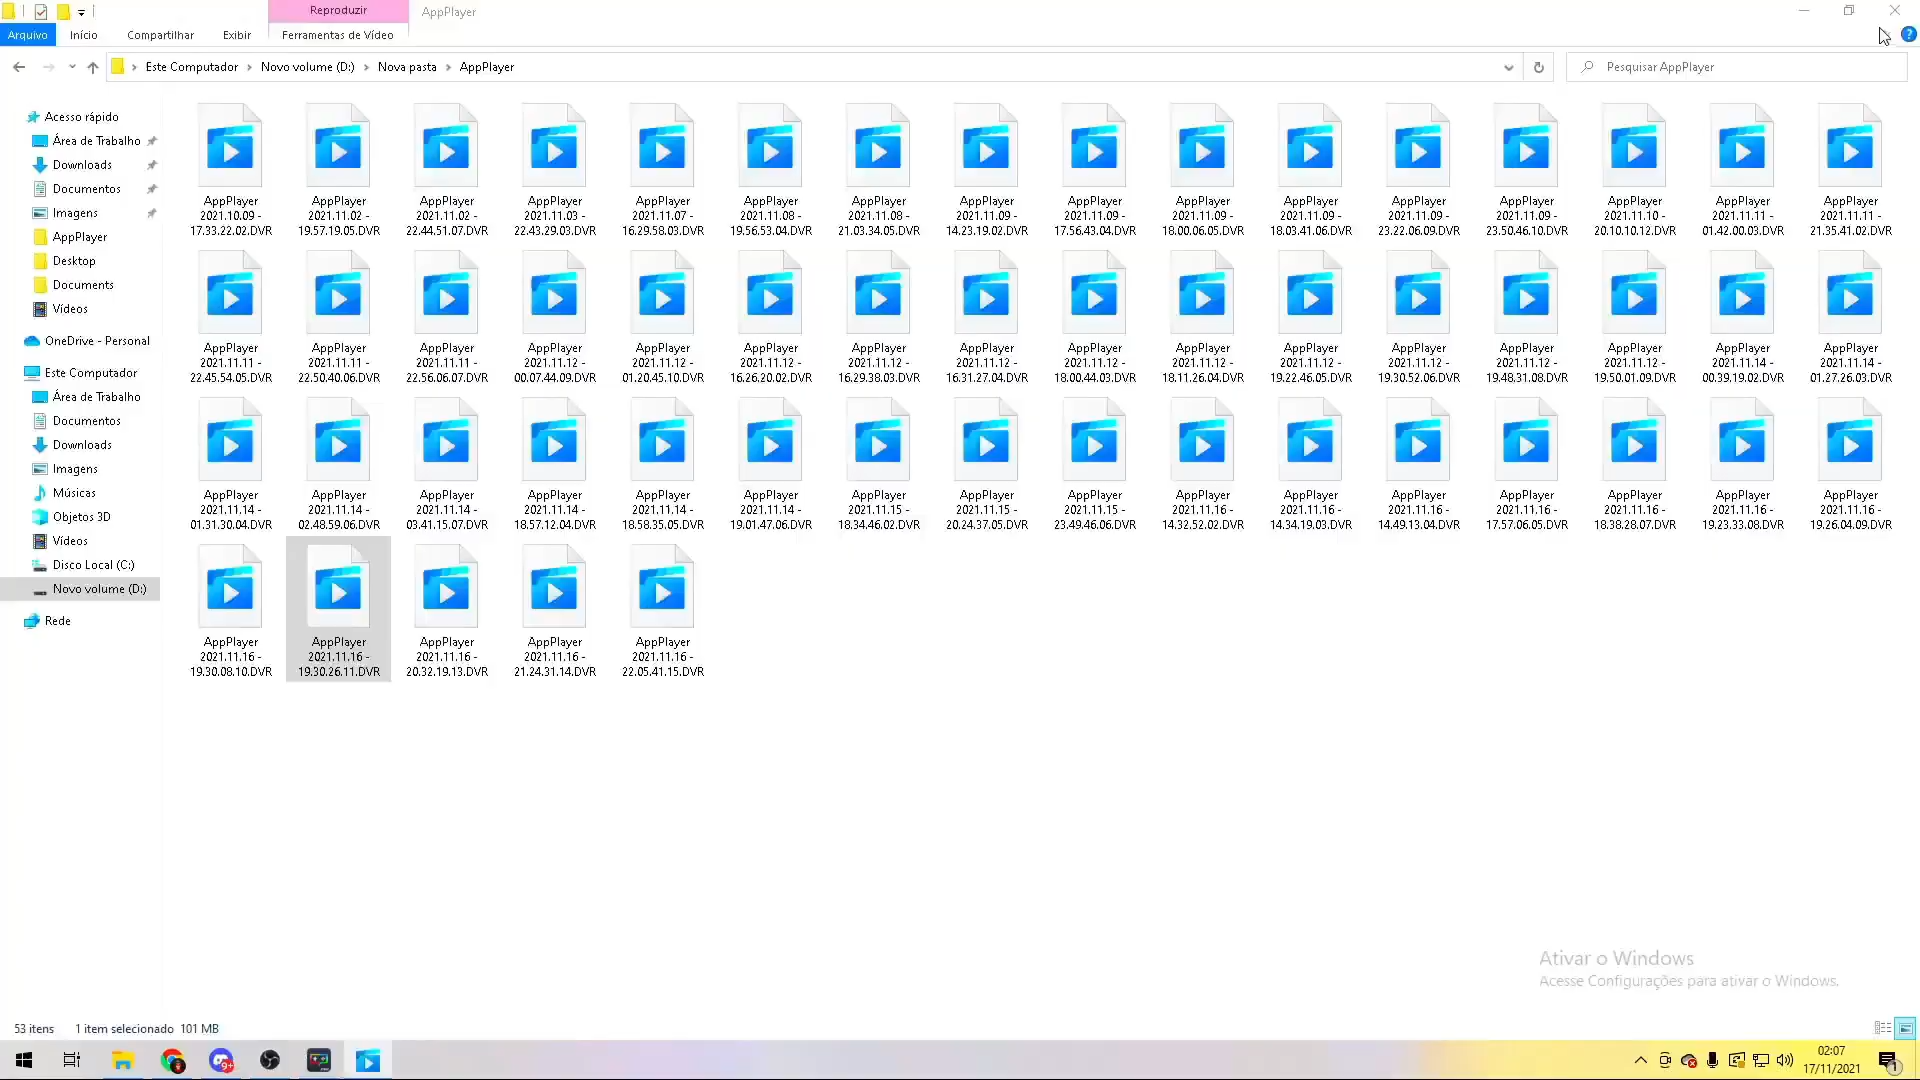 Reproduzir
AppPlayer
Arquivo
Início
Compartilhar
Exibir
Ferramentas de Vídeo
Este Computador
Novo volume (D:)
Nova pasta
AppPlayer
Pesquisar AppPlayer
Acesso rápido
Área de Trabalho
Downloads
Documentos
Imagens
AppPlayer
Desktop
Documents
Vídeos
OneDrive - Personal
Este Computador
Área de Trabalho
Documentos
Downloads
Imagens
Músicas
Objetos 3D
Vídeos
Disco Local (C:)
Novo volume (D:)
Rede
AppPlayer
2021.10.09 -
17.33.22.02.DVR
AppPlayer
2021.11.02 -
19.57.19.05.DVR
AppPlayer
2021.11.02 -
22.44.51.07.DVR
AppPlayer
2021.11.03 -
22.43.29.03.DVR
AppPlayer
2021.11.07 -
16.29.58.03.DVR
AppPlayer
2021.11.08 -
19.56.53.04.DVR
AppPlayer
2021.11.08 -
21.03.34.05.DVR
AppPlayer
2021.11.09 -
14.23.19.02.DVR
AppPlayer
2021.11.09 -
17.56.43.04.DVR
AppPlayer
2021.11.09 -
18.00.06.05.DVR
AppPlayer
2021.11.09 -
18.03.41.06.DVR
AppPlayer
2021.11.09 -
23.22.06.09.DVR
AppPlayer
2021.11.09 -
23.50.46.10.DVR
AppPlayer
2021.11.10 -
20.10.10.12.DVR
AppPlayer
2021.11.11 -
01.42.00.03.DVR
AppPlayer
2021.11.11 -
21.35.41.02.DVR
AppPlayer
2021.11.11 -
22.45.54.05.DVR
AppPlayer
2021.11.11 -
22.50.40.06.DVR
AppPlayer
2021.11.11 -
22.56.06.07.DVR
AppPlayer
2021.11.12 -
00.07.44.09.DVR
AppPlayer
2021.11.12 -
01.20.45.10.DVR
AppPlayer
2021.11.12 -
16.26.20.02.DVR
AppPlayer
2021.11.12 -
16.29.38.03.DVR
AppPlayer
2021.11.12 -
16.31.27.04.DVR
AppPlayer
2021.11.12 -
18.00.44.03.DVR
AppPlayer
2021.11.12 -
18.11.26.04.DVR
AppPlayer
2021.11.12 -
19.22.46.05.DVR
AppPlayer
2021.11.12 -
19.30.52.06.DVR
AppPlayer
2021.11.12 -
19.48.31.08.DVR
AppPlayer
2021.11.12 -
19.50.01.09.DVR
AppPlayer
2021.11.14 -
00.39.19.02.DVR
AppPlayer
2021.11.14 -
01.27.26.03.DVR
AppPlayer
2021.11.14 -
01.31.30.04.DVR
AppPlayer
2021.11.14 -
02.48.59.06.DVR
AppPlayer
2021.11.14 -
03.41.15.07.DVR
AppPlayer
2021.11.14 -
18.57.12.04.DVR
AppPlayer
2021.11.14 -
18.58.35.05.DVR
AppPlayer
2021.11.14 -
19.01.47.06.DVR
AppPlayer
2021.11.15 -
18.34.46.02.DVR
AppPlayer
2021.11.15 -
20.24.37.05.DVR
AppPlayer
2021.11.15 -
23.49.46.06.DVR
AppPlayer
2021.11.16 -
14.32.52.02.DVR
AppPlayer
2021.11.16 -
14.34.19.03.DVR
AppPlayer
2021.11.16 -
14.49.13.04.DVR
AppPlayer
2021.11.16 -
17.57.06.05.DVR
AppPlayer
2021.11.16 -
18.38.28.07.DVR
AppPlayer
2021.11.16 -
19.23.33.08.DVR
AppPlayer
2021.11.16 -
19.26.04.09.DVR
AppPlayer
2021.11.16 -
19.30.08.10.DVR
AppPlayer
2021.11.16 -
19.30.26.11.DVR
AppPlayer
2021.11.16 -
20.32.19.13.DVR
AppPlayer
2021.11.16 -
21.24.31.14.DVR
AppPlayer
2021.11.16 -
22.05.41.15.DVR
Ativar o Windows
Acesse Configurações para ativar o Windows.
53 itens
1 item selecionado 101 MB
9+
02:07
17/11/2021
1